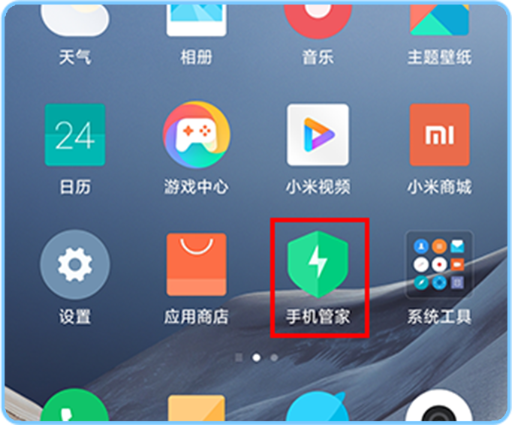 天气
相册
音乐
主题壁纸
24
mi
日历
游戏中心
小米视频
小米商城
设置
应用商店
手机管家
系统工具